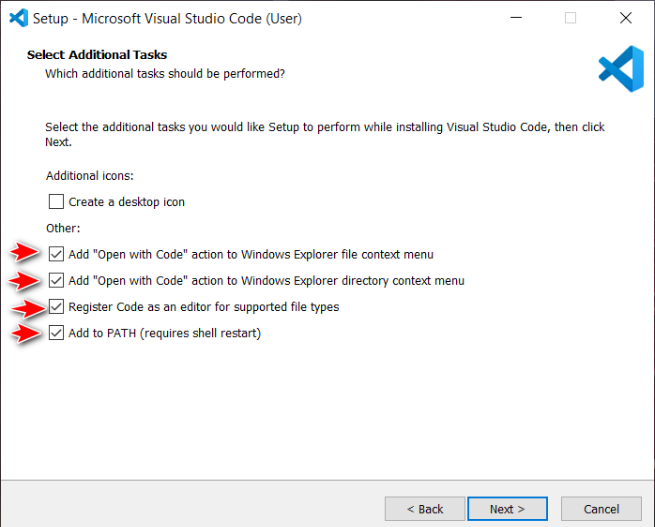 Setup - Microsoft Visual Studio Code (User)
Select Additional Tasks
Which additional tasks should be performed?
Select the additional tasks you would like Setup to perform while installing Visual Studio Code, then click
Next.
Additional icons:
Create a desktop icon
Other:
Add "Open with Code" action to Windows Explorer file context menu
Add "Open with Code" action to Windows Explorer directory context menu
Register Code as an editor for supported file types
Add to PATH (requires shell restart)
< Back Next > Cancel